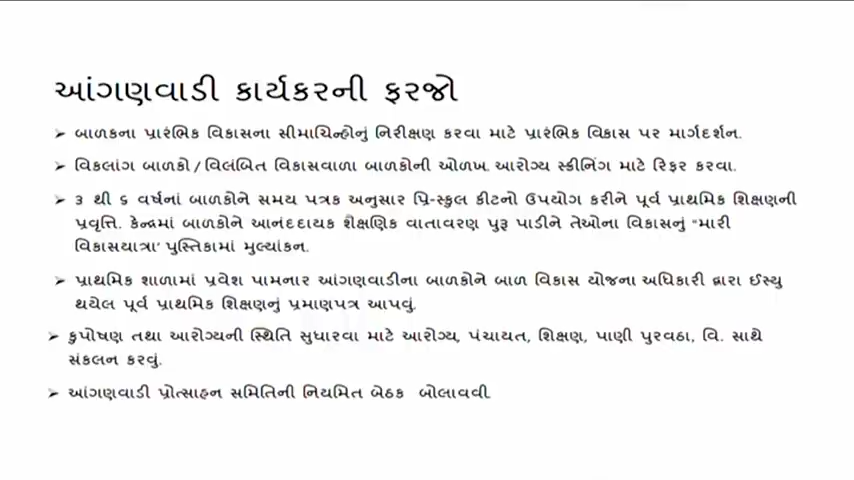 આંગણવાડી કાર્યકરની ફરજો
➢ બાળકના પ્રારંભિક વિકાસના સીમાચિન્હોનું નિરીક્ષણ કરવા માટે પ્રારંભિક વિકાસ પર માર્ગદર્શન.
➢ વિકલાંગ બાળકો / વિલંબિત વિકાસવાળા બાળકોની ઓળખ. આરોગ્ય સ્ક્રીનિંગ માટે રિફર કરવા.
➢ ૩ થી ૬ વર્ષનાં બાળકોને સમય પત્રક અનુસાર પ્રિ-સ્કુલ કીટનો ઉપયોગ કરીને પૂર્વ પ્રાથમિક શિક્ષણની
પ્રવૃત્તિ. કેન્દ્રમાં બાળકોને આનંદદાયક શૈક્ષણિક વાતાવરણ પુરૂ પાડીને તેઓના વિકાસનું "મારી
વિકાસયાત્રા' પુસ્તિકામાં મુલ્યાંકન.
➢ પ્રાથમિક શાળામાં પ્રવેશ પામનાર આંગણવાડીના બાળકોને બાળ વિકાસ યોજના અધિકારી દ્વારા ઈસ્યુ
થયેલ પૂર્વ પ્રાથમિક શિક્ષણનું પ્રમાણપત્ર આપવું.
➢ કુપોષણ તથા આરોગ્યની સ્થિતિ સુધારવા માટે આરોગ્ય, પંચાયત, શિક્ષણ, પાણી પુરવઠા, વિ. સાથે
સંકલન કરવું.
➢ આંગણવાડી પ્રોત્સાહન સમિતિની નિયમિત બેઠક બોલાવવી.